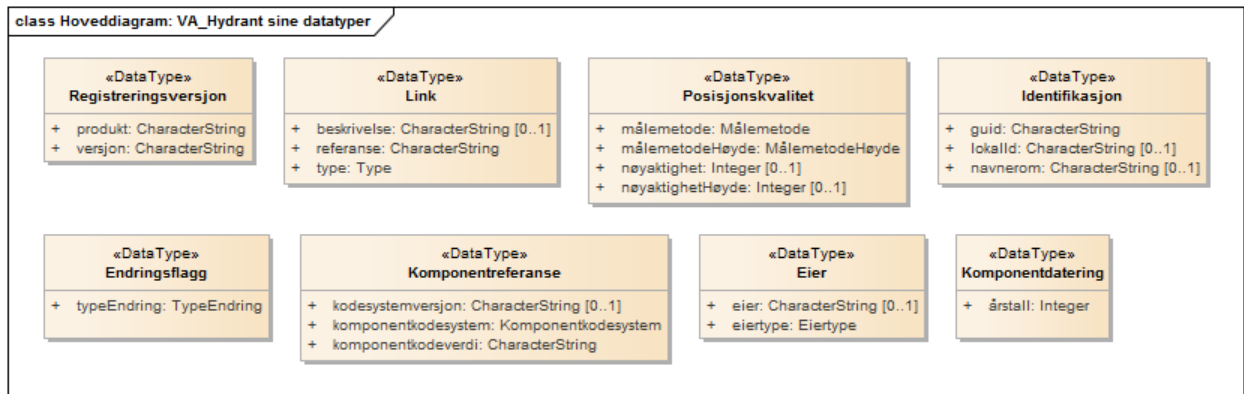 class Hoveddiagram: VA_Hydrant sine datatyper
«DataType»
Registreringsversjon
+ produkt: CharacterString
+ versjon: CharacterString
«DataType»
Link
+ beskrivelse: CharacterString [0..1]
+ referanse: CharacterString
+ type: Type
«DataType»
Posisjonskvalitet
+ målemetode: Målemetode
+ målemetodeHøyde: MålemetodeHøyde
+ nøyaktighet: Integer [0..1]
+ nøyaktighetHøyde: Integer [0..1]
«DataType»
Identifikasjon
+ guid: CharacterString
+ lokalId: CharacterString [0..1]
+ navnerom: CharacterString [0..1]
«DataType»
Endringsflagg
+ typeEndring: TypeEndring
«DataType»
Komponentreferanse
+ kodesystemversjon: CharacterString [0..1]
+ komponentkodesystem: Komponentkodesystem
+ komponentkodeverdi: CharacterString
«DataType»
Eier
+ eier: CharacterString [0..1]
+ eiertype: Eiertype
«DataType»
Komponentdatering
+ årstall: Integer